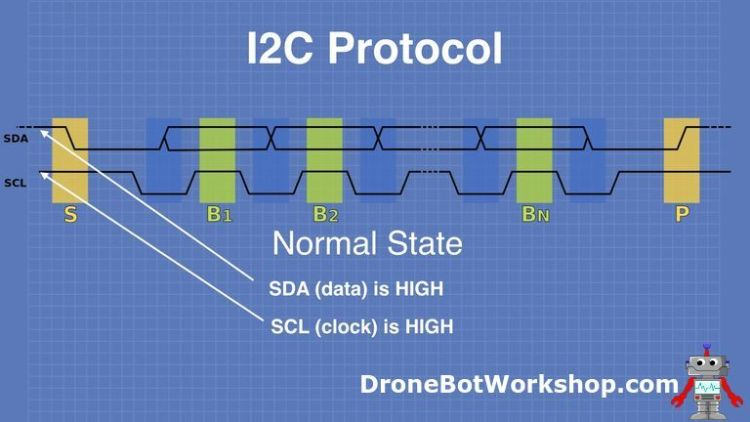 I2C Protocol
SDA
SCL
S B1 B2 BN P
Normal State
SDA (data) is HIGH
SCL (clock) is HIGH
DroneBotWorkshop.com